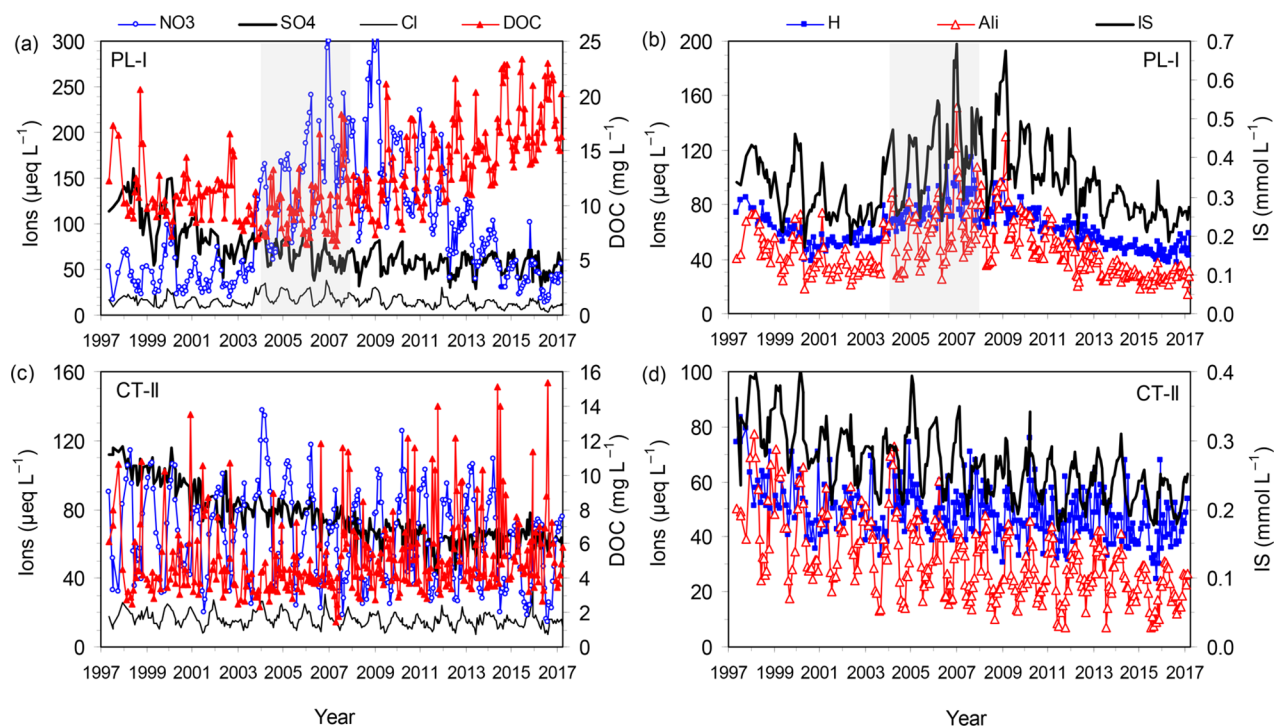 NO3 SO4 Cl DOC
H Ali IS
(a) PL-I
300 250 200 150 100 50 0
Ions (µeq L⁻¹)
25 20 15 10 5 0
DOC (mg L⁻¹)
1997 1999 2001 2003 2005 2007 2009 2011 2013 2015 2017
(b) PL-I
200 160 120 80 40 0
Ions (µeq L⁻¹)
0.7 0.6 0.5 0.4 0.3 0.2 0.1 0.0
IS (mg L⁻¹)
1997 1999 2001 2003 2005 2007 2009 2011 2013 2015 2017
(c) CT-II
160 120 80 40 0
Ions (µeq L⁻¹)
16 14 12 10 8 6 4 2 0
DOC (mg L⁻¹)
1997 1999 2001 2003 2005 2007 2009 2011 2013 2015 2017
Year
(d) CT-II
100 80 60 40 20 0
Ions (µeq L⁻¹)
0.4 0.3 0.2 0.1 0.0
IS (mg L⁻¹)
1997 1999 2001 2003 2005 2007 2009 2011 2013 2015 2017
Year